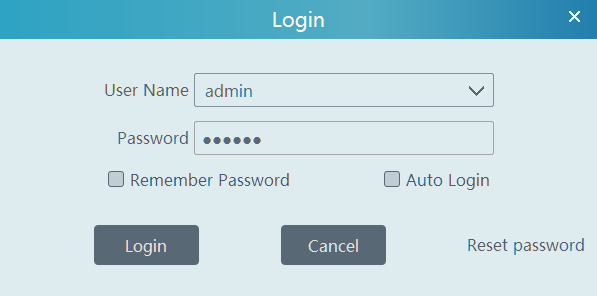 Login
User Name admin
Password ●●●●●●
Remember Password Auto Login
Login Cancel Reset password